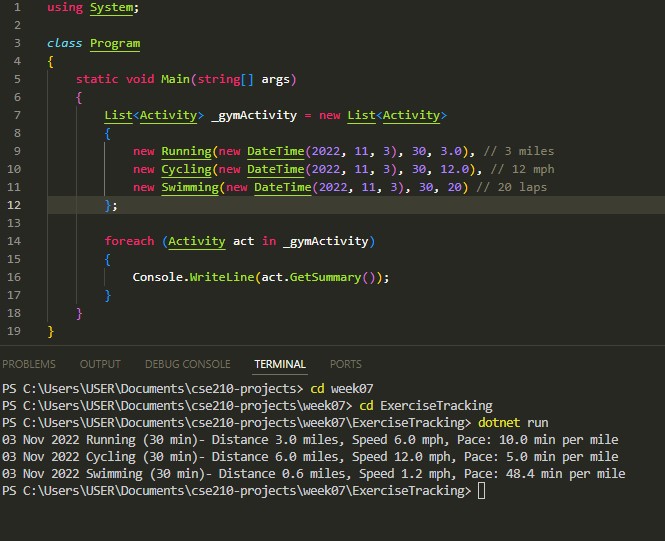 1 using System;
2
3 class Program
4 {
5 static void Main(string[] args)
6 {
7 List<Activity> _gymActivity = new List<Activity>
8 {
9 new Running(new DateTime(2022, 11, 3), 30, 3.0), // 3 miles
10 new Cycling(new DateTime(2022, 11, 3), 30, 12.0), // 12 mph
11 new Swimming(new DateTime(2022, 11, 3), 30, 20) // 20 laps
12 };
13
14 foreach (Activity act in _gymActivity)
15 {
16 Console.WriteLine(act.GetSummary());
17 }
18 }
19 }
PROBLEMS OUTPUT DEBUG CONSOLE TERMINAL PORTS
PS C:\Users\USER\Documents\cse210-projects> cd week07
PS C:\Users\USER\Documents\cse210-projects\week07> cd ExerciseTracking
PS C:\Users\USER\Documents\cse210-projects\week07\ExerciseTracking> dotnet run
03 Nov 2022 Running (30 min)- Distance 3.0 miles, Speed 6.0 mph, Pace: 10.0 min per mile
03 Nov 2022 Cycling (30 min)- Distance 6.0 miles, Speed 12.0 mph, Pace: 5.0 min per mile
03 Nov 2022 Swimming (30 min)- Distance 0.6 miles, Speed 1.2 mph, Pace: 48.4 min per mile
PS C:\Users\USER\Documents\cse210-projects\week07\ExerciseTracking>